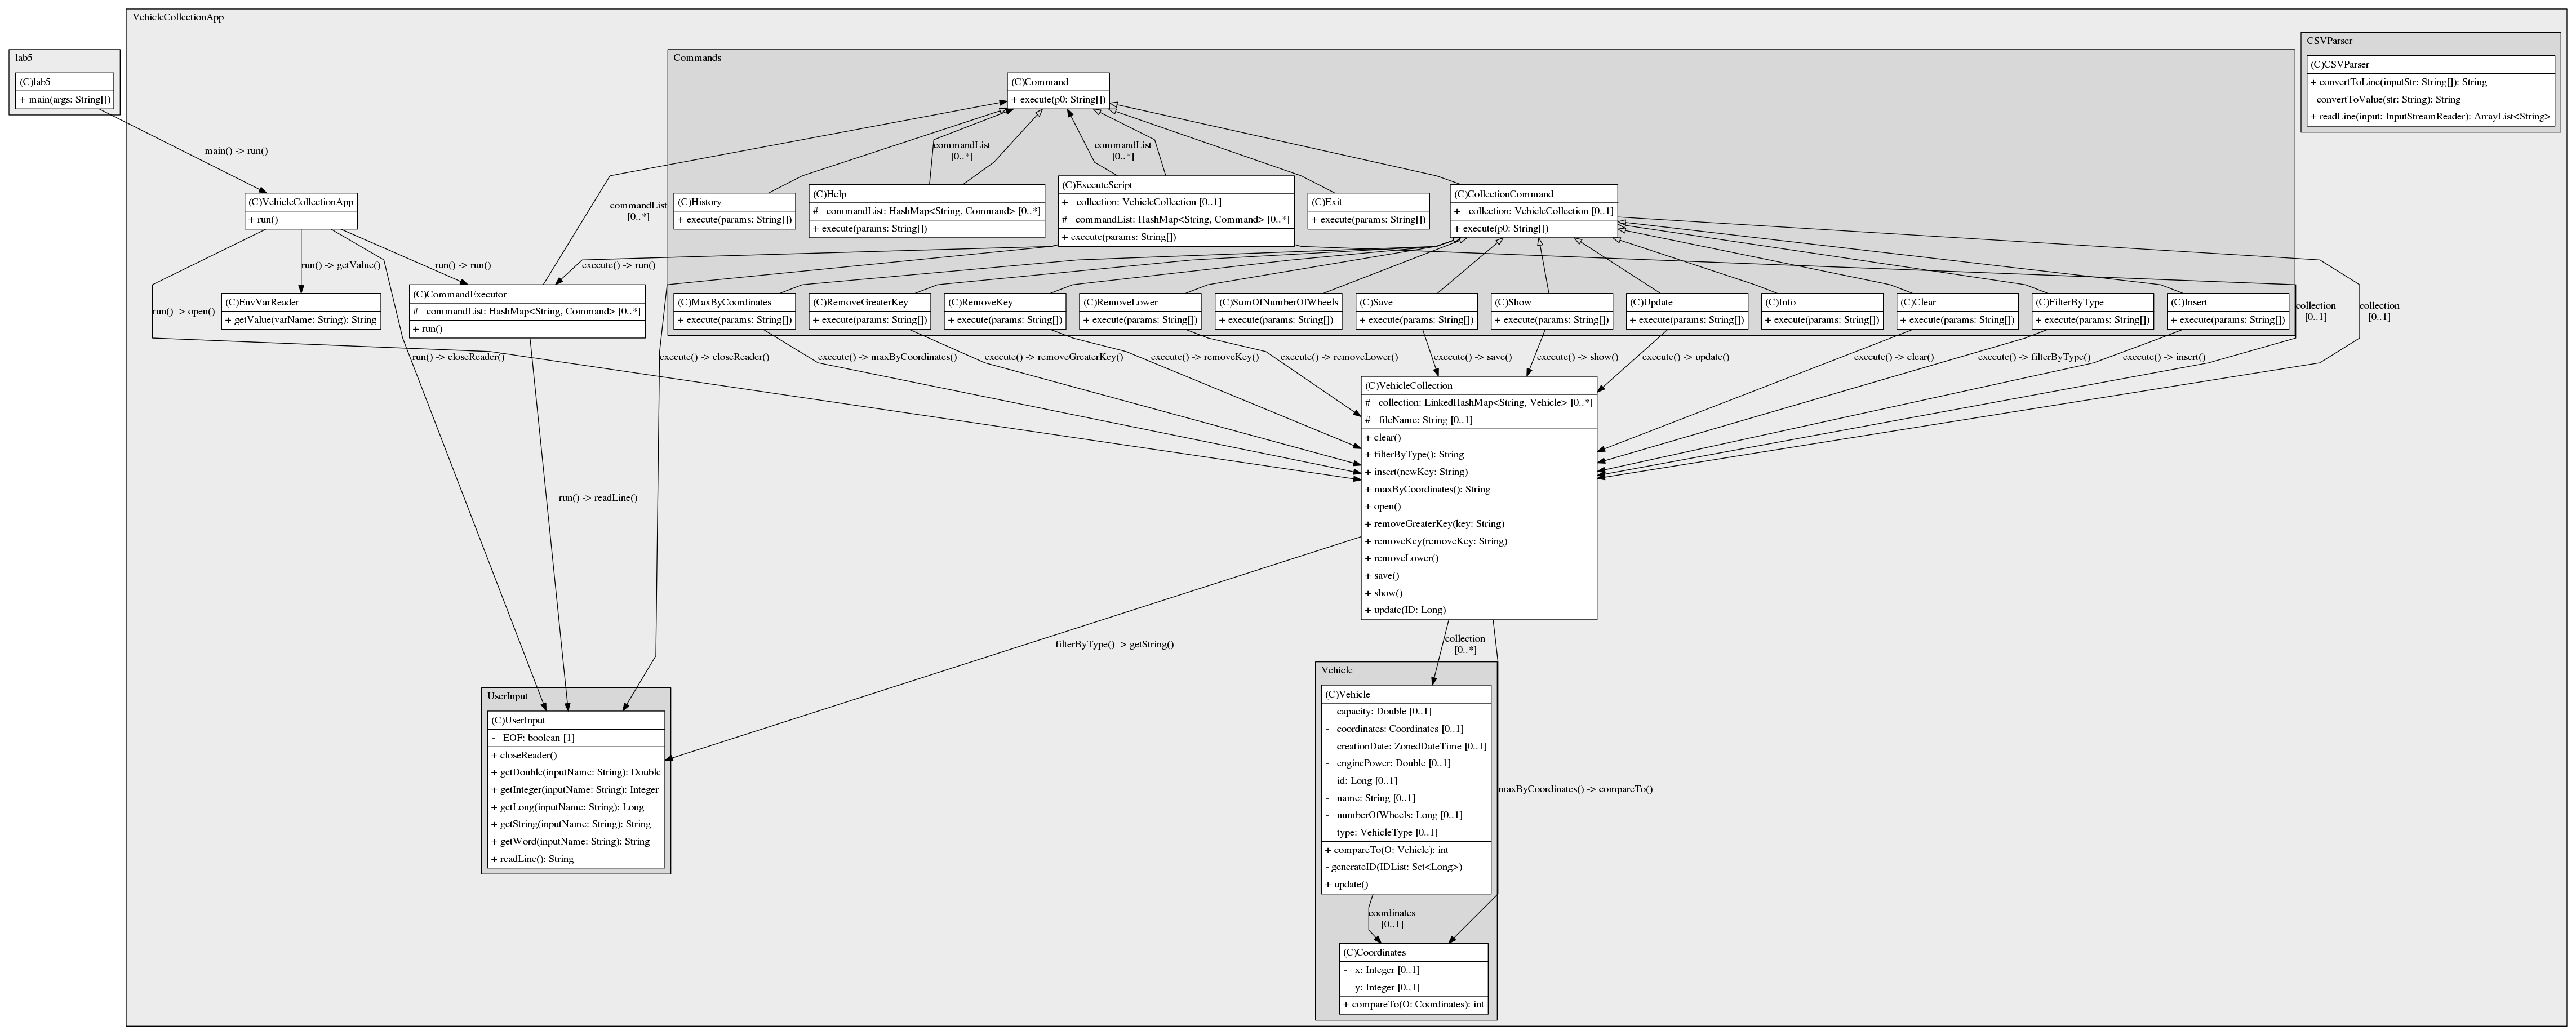 VehicleCollectionApp
lab5
(C)lab5
+ main(args: String[])
CSVParser
(C)CSVParser
+ convertToLine(inputStr: String[]): String
- convertToValue(str: String): String
+ readLine(input: InputStreamReader): ArrayList<String>
Commands
(C)Command
+ execute(p0: String[])
main() -> run()
commandList
[0..*]
commandList
[0..*]
commandList
[0..*]
(C)VehicleCollectionApp
+ run()
(C)History
+ execute(params: String[])
(C)Help
# commandList: HashMap<String, Command> [0..*]
+ execute(params: String[])
(C)ExecuteScript
+ collection: VehicleCollection [0..1]
# commandList: HashMap<String, Command> [0..*]
+ execute(params: String[])
(C)Exit
+ execute(params: String[])
(C)CollectionCommand
+ collection: VehicleCollection [0..1]
+ execute(p0: String[])
run() -> open()
run() -> getValue()
run() -> run()
execute() -> run()
(C)EnvVarReader
+ getValue(varName: String): String
(C)CommandExecutor
# commandList: HashMap<String, Command> [0..*]
+ run()
(C)MaxByCoordinates
+ execute(params: String[])
(C)RemoveGreaterKey
+ execute(params: String[])
(C)RemoveKey
+ execute(params: String[])
(C)RemoveLower
+ execute(params: String[])
(C)SumOfNumberOfWheels
+ execute(params: String[])
(C)Save
+ execute(params: String[])
(C)Show
+ execute(params: String[])
(C)Update
+ execute(params: String[])
(C)Info
+ execute(params: String[])
(C)Clear
+ execute(params: String[])
(C)FilterByType
+ execute(params: String[])
(C)Insert
+ execute(params: String[])
collection
[0..1]
collection
[0..1]
run() -> closeReader()
execute() -> closeReader()
execute() -> maxByCoordinates()
execute() -> removeGreaterKey()
execute() -> removeKey()
execute() -> removeLower()
execute() -> save()
execute() -> show()
execute() -> update()
execute() -> clear()
execute() -> filterByType()
execute() -> insert()
(C)VehicleCollection
# collection: LinkedHashMap<String, Vehicle> [0..*]
# fileName: String [0..1]
+ clear()
+ filterByType(): String
+ insert(newKey: String)
+ maxByCoordinates(): String
+ open()
+ removeGreaterKey(key: String)
+ removeKey(removeKey: String)
+ removeLower()
+ save()
+ show()
+ update(ID: Long)
run() -> readLine()
filterByType() -> getString()
collection
[0..*]
maxByCoordinates() -> compareTo()
UserInput
(C)UserInput
- EOF: boolean [1]
+ closeReader()
+ getDouble(inputName: String): Double
+ getInteger(inputName: String): Integer
+ getLong(inputName: String): Long
+ getString(inputName: String): String
+ getWord(inputName: String): String
+ readLine(): String
Vehicle
(C)Vehicle
- capacity: Double [0..1]
- coordinates: Coordinates [0..1]
- creationDate: ZonedDateTime [0..1]
- enginePower: Double [0..1]
- id: Long [0..1]
- name: String [0..1]
- numberOfWheels: Long [0..1]
- type: VehicleType [0..1]
+ compareTo(O: Vehicle): int
- generateID(IDList: Set<Long>)
+ update()
coordinates
[0..1]
(C)Coordinates
- x: Integer [0..1]
- y: Integer [0..1]
+ compareTo(O: Coordinates): int